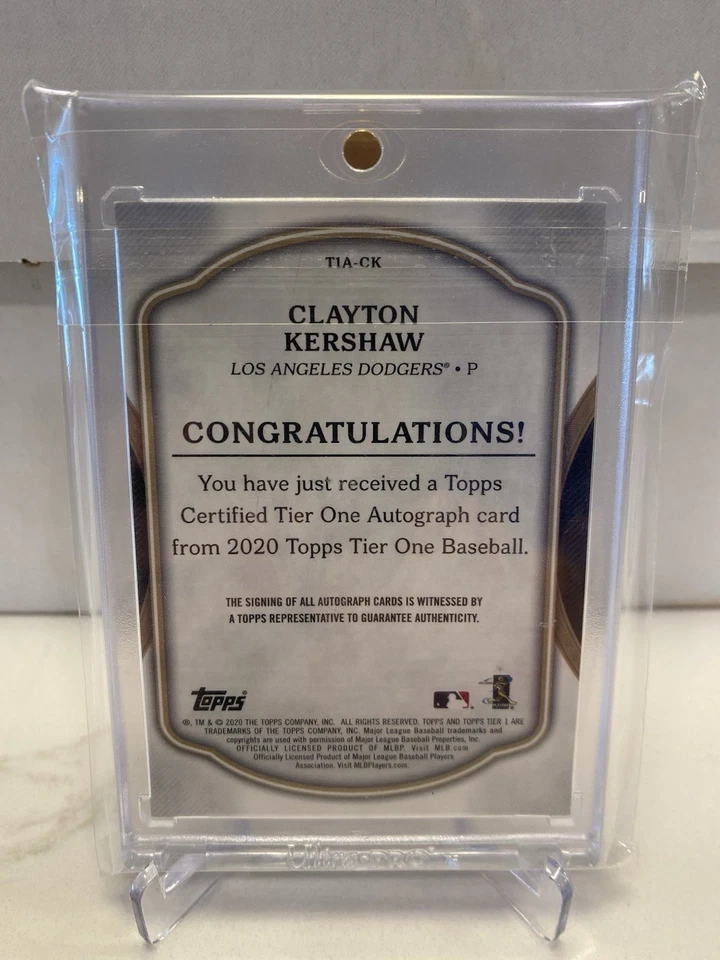 T1A-CK
CLAYTON
KERSHAW
LOS ANGELES DODGERS® • P
CONGRATULATIONS!
You have just received a Topps
Certified Tier One Autograph card
from 2020 Topps Tier One Baseball.
THE SIGNING OF ALL AUTOGRAPH CARDS IS WITNESSED BY
A TOPPS REPRESENTATIVE TO GUARANTEE AUTHENTICITY.
topps®
®, TM & © 2020 THE TOPPS COMPANY, INC. ALL RIGHTS RESERVED. TOPPS AND TOPPS TIER 1 ARE
TRADEMARKS OF THE TOPPS COMPANY, INC. Major League Baseball trademarks and
copyrights are used with permission of Major League Baseball Properties, Inc.
OFFICIALLY LICENSED PRODUCT OF MLBP. Visit MLB.com
Officially Licensed Product of Major League Baseball Players
Association. Visit MLBPlayers.com.
Ultra-PRO